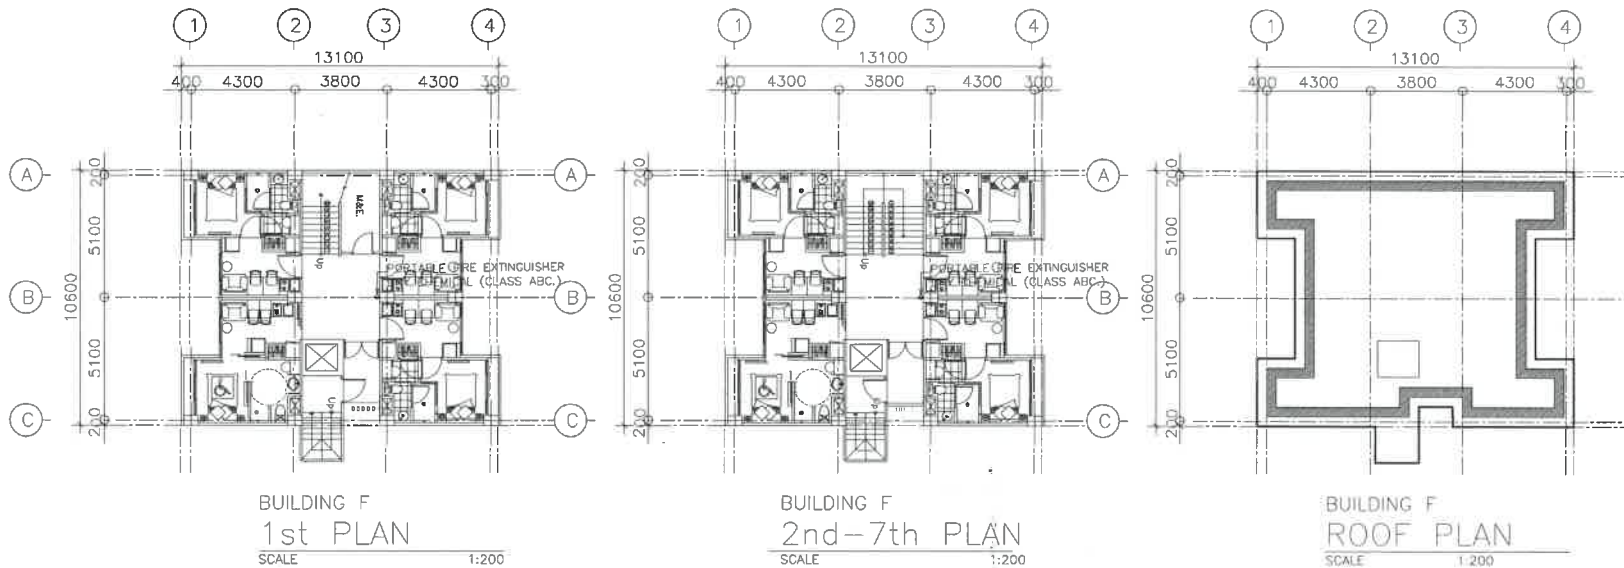 1 2 3 4
13100
400 4300 3800 4300 300
A A
200
5100
M&E.
Up
PORTABLE FIRE EXTINGUISHER
CHEMICAL (CLASS ABC.)
B B
10600
5100
Up
C C
200
BUILDING F
1st PLAN
SCALE 1:200
1 2 3 4
13100
400 4300 3800 4300 300
A
200
5100
Up
PORTABLE FIRE EXTINGUISHER
CHEMICAL (CLASS ABC.)
B
10600
5100
C
200
BUILDING F
2nd-7th PLAN
SCALE 1:200
1 2 3 4
13100
400 4300 3800 4300 300
200
5100
10600
5100
200
BUILDING F
ROOF PLAN
SCALE 1:200